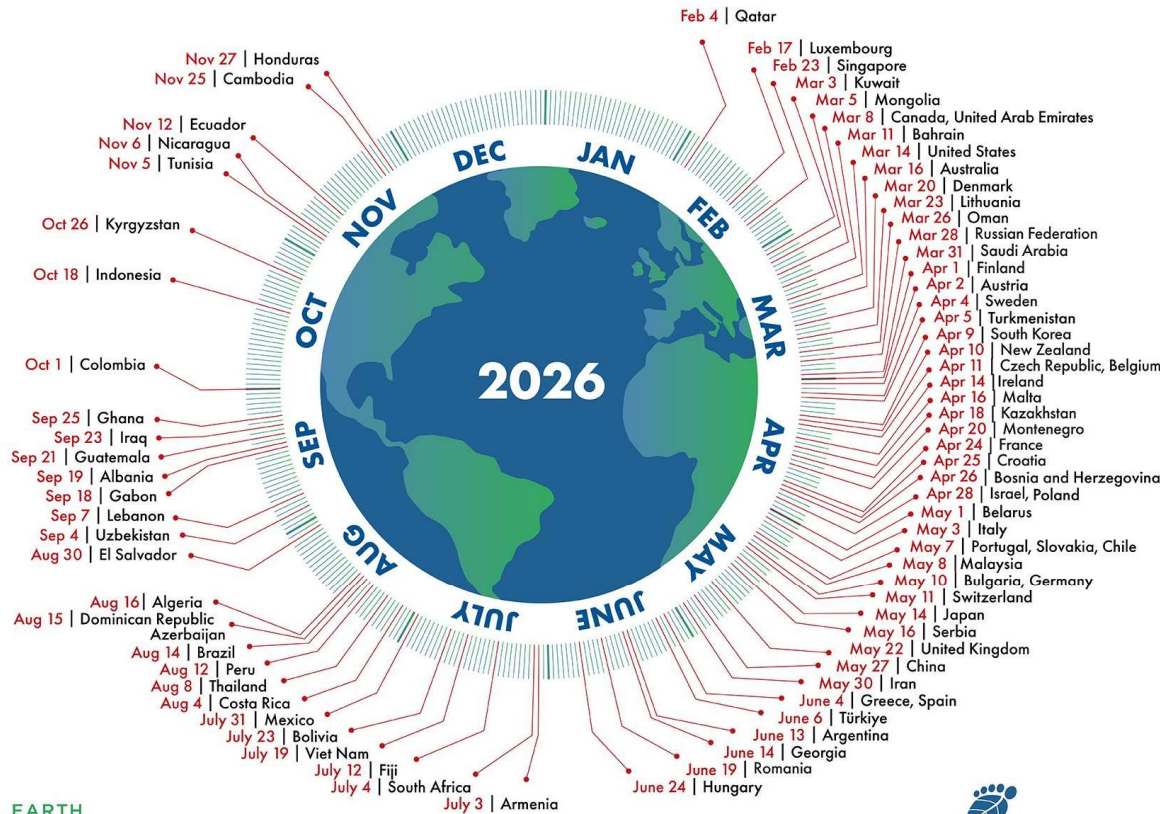 Feb 4 | Qatar
Feb 17 | Luxembourg
Feb 23 | Singapore
Mar 3 | Kuwait
Mar 5 | Mongolia
Mar 8 | Canada, United Arab Emirates
Mar 11 | Bahrain
Mar 14 | United States
Mar 16 | Australia
Mar 20 | Denmark
Mar 23 | Lithuania
Mar 26 | Oman
Mar 28 | Russian Federation
Mar 31 | Saudi Arabia
Apr 1 | Finland
Apr 2 | Austria
Apr 4 | Sweden
Apr 5 | Turkmenistan
Apr 9 | South Korea
Apr 10 | New Zealand
Apr 11 | Czech Republic, Belgium
Apr 14 | Ireland
Apr 16 | Malta
Apr 18 | Kazakhstan
Apr 20 | Montenegro
Apr 24 | France
Apr 25 | Croatia
Apr 26 | Bosnia and Herzegovina
Apr 28 | Israel, Poland
May 1 | Belarus
May 3 | Italy
May 7 | Portugal, Slovakia, Chile
May 8 | Malaysia
May 10 | Bulgaria, Germany
May 11 | Switzerland
May 14 | Japan
May 16 | Serbia
May 22 | United Kingdom
May 27 | China
May 30 | Iran
June 4 | Greece, Spain
June 6 | Türkiye
June 13 | Argentina
June 14 | Georgia
June 19 | Romania
June 24 | Hungary
July 3 | Armenia
July 4 | South Africa
July 12 | Fiji
July 19 | Viet Nam
July 23 | Bolivia
July 31 | Mexico
Aug 4 | Costa Rica
Aug 8 | Thailand
Aug 12 | Peru
Aug 14 | Brazil
Aug 15 | Dominican Republic
Azerbaijan
Aug 16 | Algeria
Aug 30 | El Salvador
Sep 4 | Uzbekistan
Sep 7 | Lebanon
Sep 18 | Gabon
Sep 19 | Albania
Sep 21 | Guatemala
Sep 23 | Iraq
Sep 25 | Ghana
Oct 1 | Colombia
Oct 18 | Indonesia
Oct 26 | Kyrgyzstan
Nov 5 | Tunisia
Nov 6 | Nicaragua
Nov 12 | Ecuador
Nov 25 | Cambodia
Nov 27 | Honduras
JAN
FEB
MAR
APR
MAY
JUNE
JULY
AUG
SEP
OCT
NOV
DEC
2026
EARTH